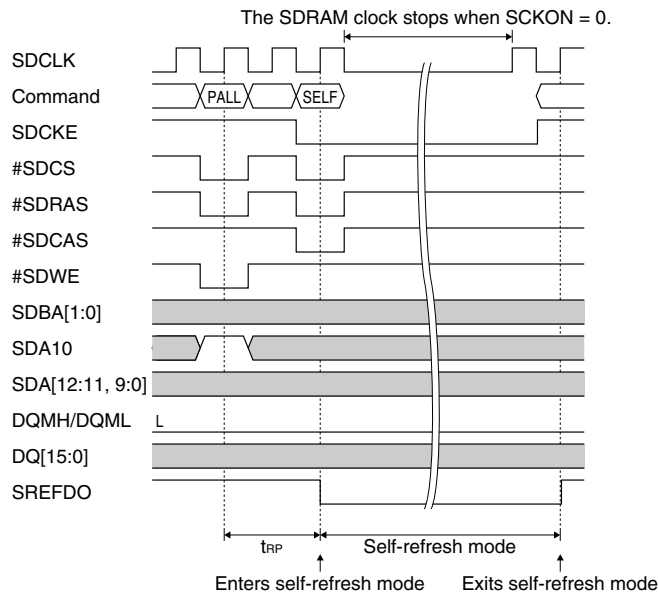 The SDRAM clock stops when SCKON = 0.
SDCLK
Command PALL SELF
SDCKE
#SDCS
#SDRAS
#SDCAS
#SDWE
SDBA[1:0]
SDA10
SDA[12:11, 9:0]
DQMH/DQML L
DQ[15:0]
SREFDO
tRP Self-refresh mode
Enters self-refresh mode Exits self-refresh mode